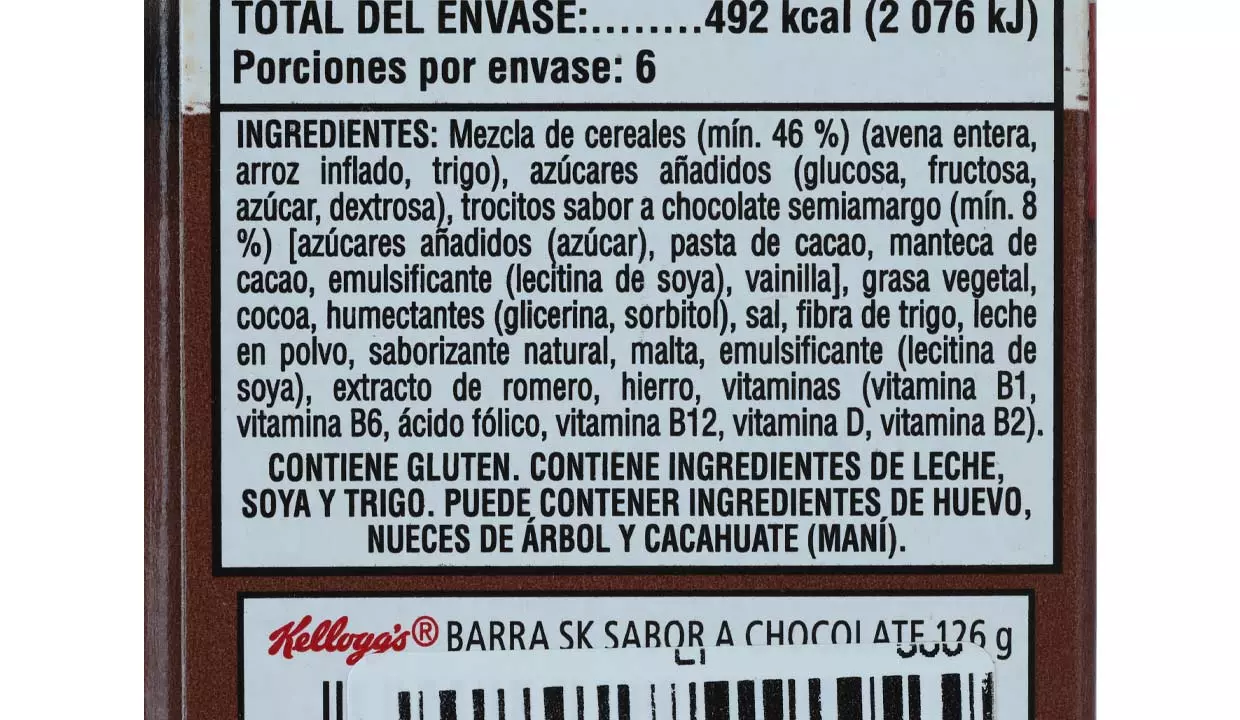 TOTAL DEL ENVASE:.........492 kcal (2 076 kJ)
Porciones por envase: 6
INGREDIENTES: Mezcla de cereales (mín. 46 %) (avena entera,
arroz inflado, trigo), azúcares añadidos (glucosa, fructosa,
azúcar, dextrosa), trocitos sabor a chocolate semiamargo (mín. 8
%) [azúcares añadidos (azúcar), pasta de cacao, manteca de
cacao, emulsificante (lecitina de soya), vainilla], grasa vegetal,
cocoa, humectantes (glicerina, sorbitol), sal, fibra de trigo, leche
en polvo, saborizante natural, malta, emulsificante (lecitina de
soya), extracto de romero, hierro, vitaminas (vitamina B1,
vitamina B6, ácido fólico, vitamina B12, vitamina D, vitamina B2).
CONTIENE GLUTEN. CONTIENE INGREDIENTES DE LECHE,
SOYA Y TRIGO. PUEDE CONTENER INGREDIENTES DE HUEVO,
NUECES DE ÁRBOL Y CACAHUATE (MANÍ).
Kellogg's® BARRA SK SABOR A CHOCOLATE 126 g